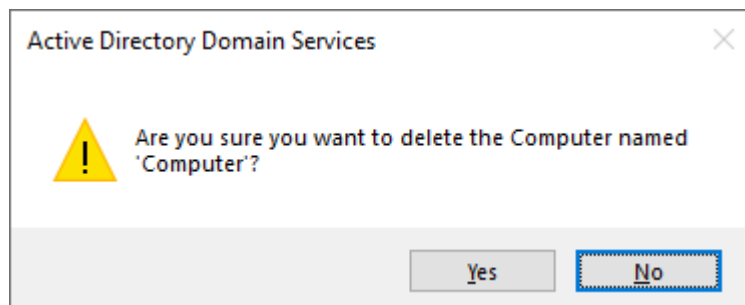 Active Directory Domain Services
Are you sure you want to delete the Computer named
'Computer'?
Yes
No